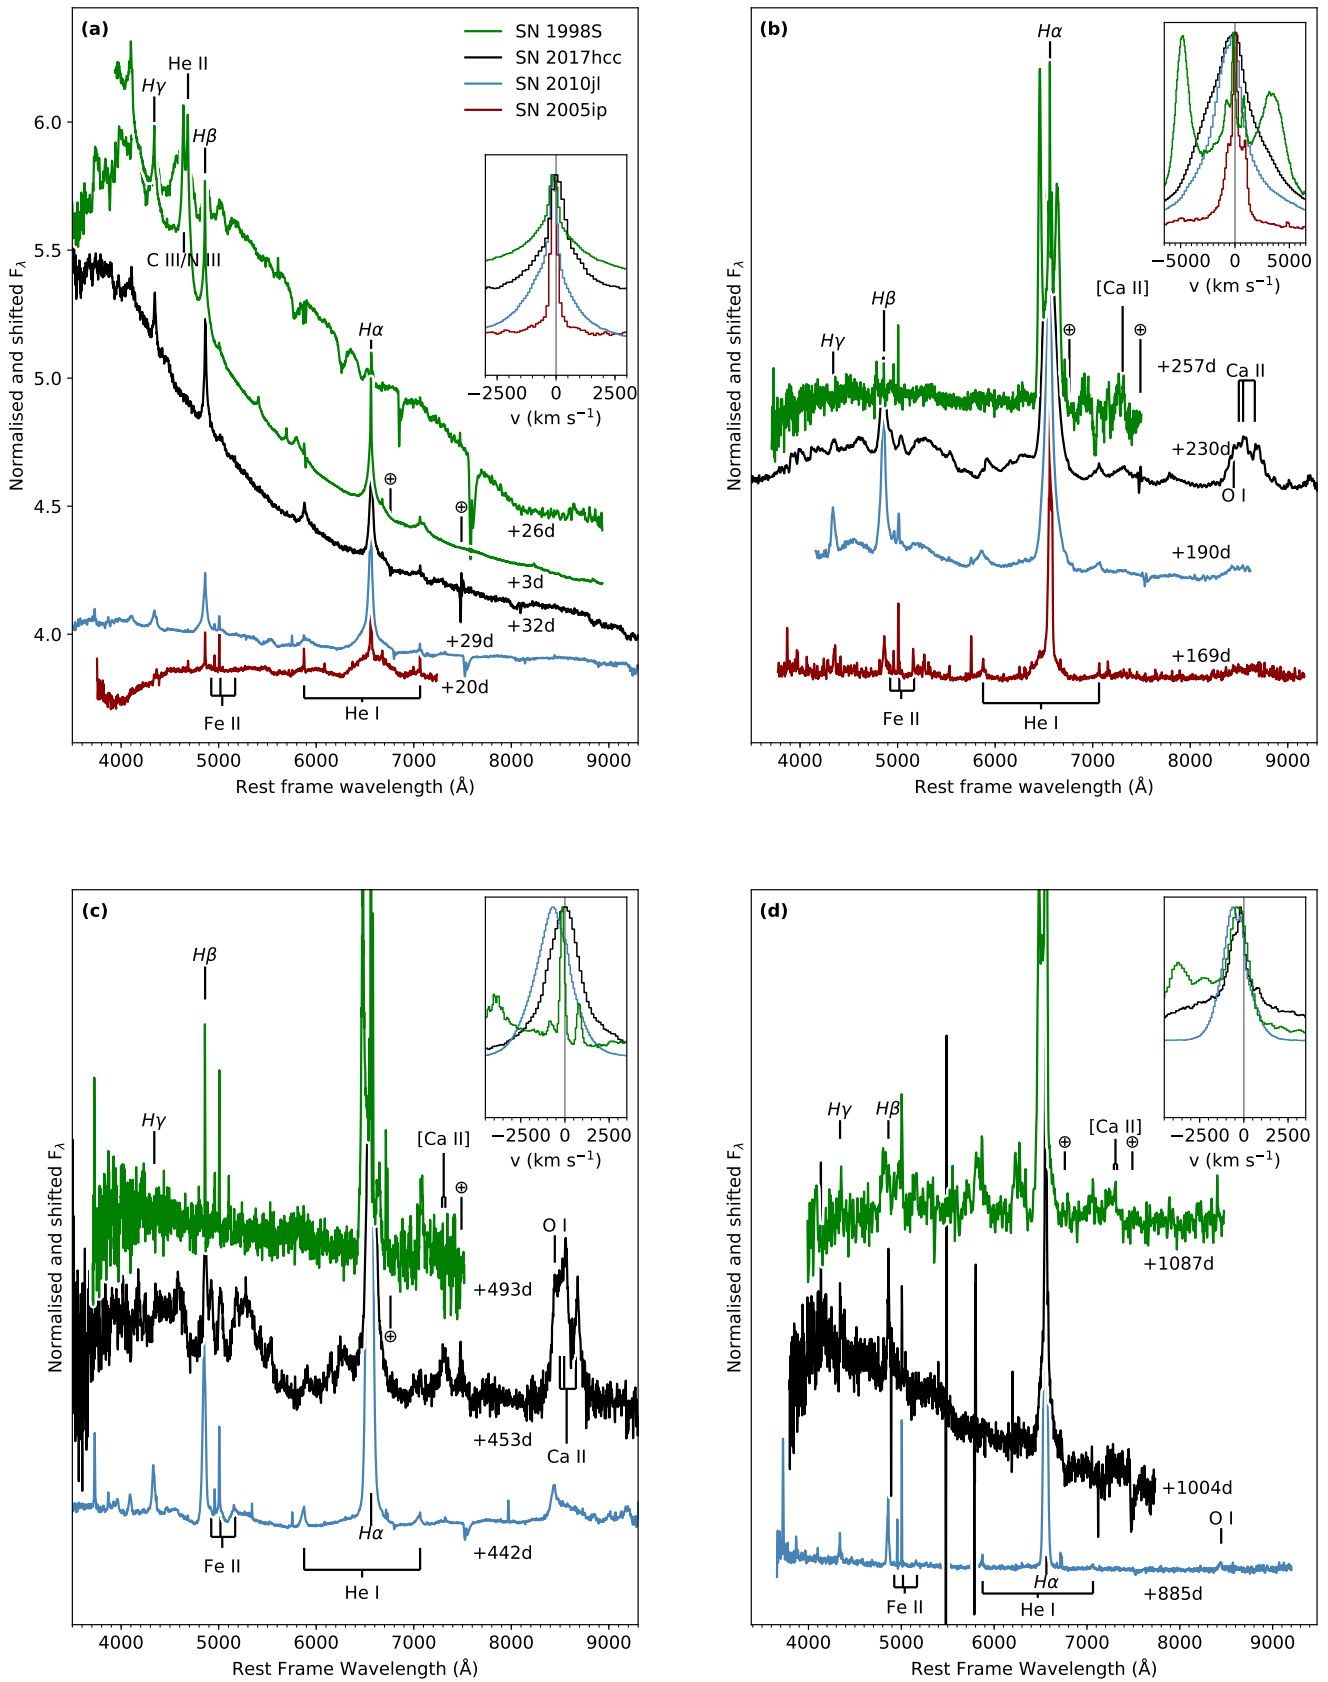 (a)
SN 1998S
SN 2017hcc
SN 2010jl
SN 2005ip
He II
Hγ
Hβ
C III/N III
Hα
⊕
⊕
+26d
+3d
+32d
+29d
+20d
Fe II
He I
−2500 0 2500
v (km s⁻¹)
6.0
5.5
5.0
4.5
4.0
Normalised and shifted Fλ
4000 5000 6000 7000 8000 9000
Rest frame wavelength (Å)
(b)
Hα
−5000 0 5000
v (km s⁻¹)
[Ca II]
Hβ
Hγ
⊕
⊕
+257d
Ca II
+230d
O I
+190d
+169d
Fe II
He I
Normalised and shifted Fλ
4000 5000 6000 7000 8000 9000
Rest frame wavelength (Å)
(c)
Hβ
Hγ
−2500 0 2500
v (km s⁻¹)
[Ca II]
⊕
O I
+493d
⊕
+453d
Ca II
Hα
+442d
Fe II
He I
Normalised and shifted Fλ
4000 5000 6000 7000 8000 9000
Rest Frame Wavelength (Å)
(d)
−2500 0 2500
v (km s⁻¹)
Hγ
Hβ
[Ca II]
⊕
⊕
+1087d
+1004d
O I
Hα
+885d
Fe II
He I
Normalised and shifted Fλ
4000 5000 6000 7000 8000 9000
Rest Frame Wavelength (Å)